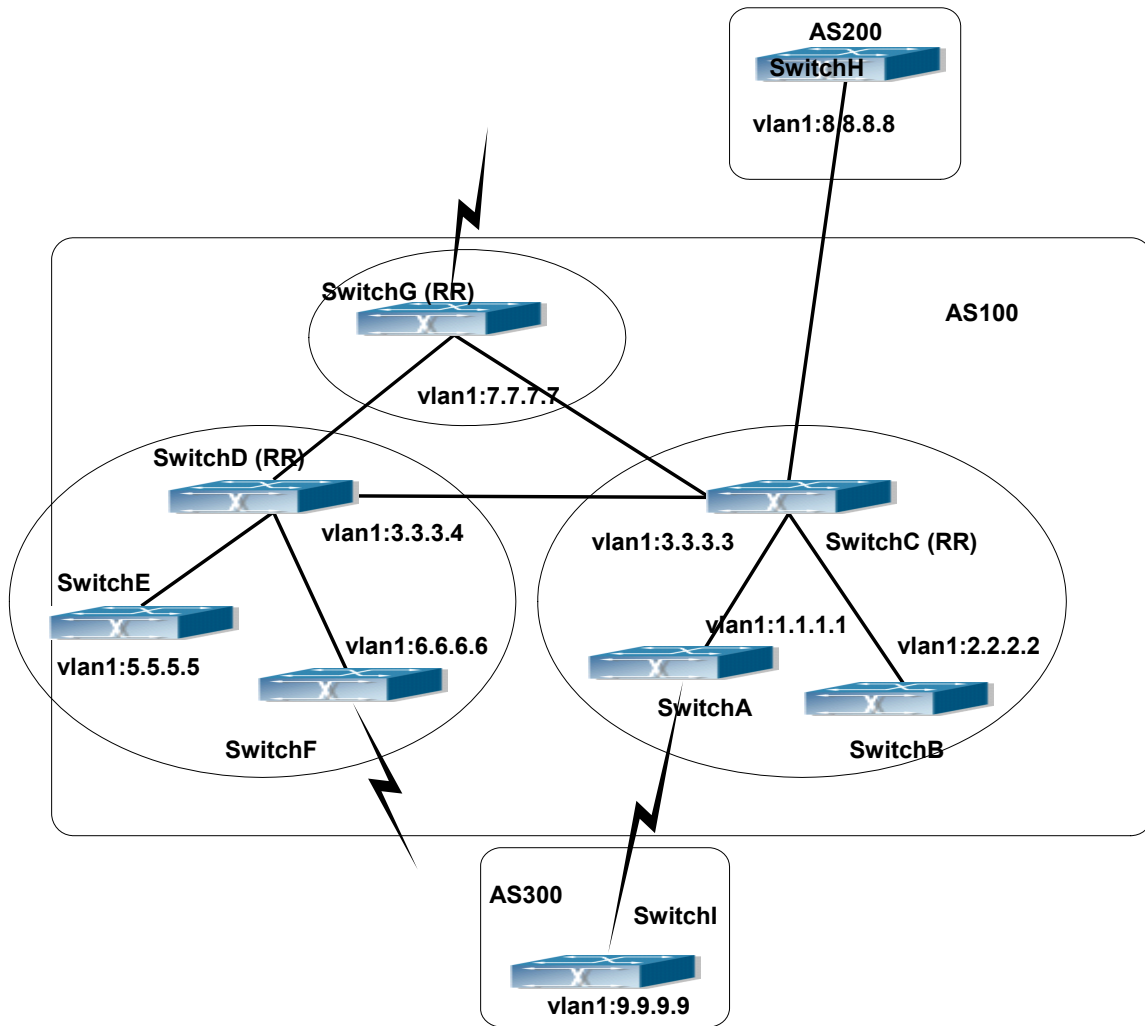 AS200
SwitchH
vlan1:8.8.8.8
SwitchG (RR)
AS100
vlan1:7.7.7.7
SwitchD (RR)
vlan1:3.3.3.4
vlan1:3.3.3.3
SwitchC (RR)
SwitchE
vlan1:1.1.1.1
vlan1:6.6.6.6
vlan1:2.2.2.2
vlan1:5.5.5.5
SwitchA
SwitchF
SwitchB
AS300
SwitchI
vlan1:9.9.9.9